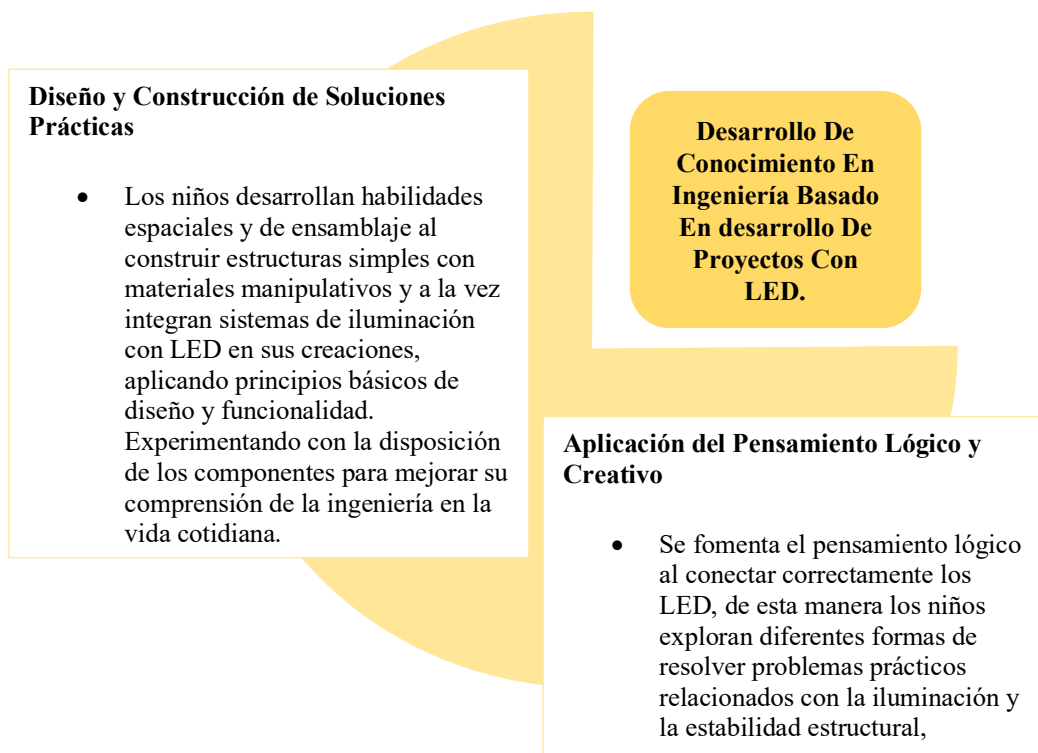 Diseño y Construcción de Soluciones
Prácticas
• Los niños desarrollan habilidades
espaciales y de ensamblaje al
construir estructuras simples con
materiales manipulativos y a la vez
integran sistemas de iluminación
con LED en sus creaciones,
aplicando principios básicos de
diseño y funcionalidad.
Experimentando con la disposición
de los componentes para mejorar su
comprensión de la ingeniería en la
vida cotidiana.
Desarrollo De
Conocimiento En
Ingeniería Basado
En desarrollo De
Proyectos Con
LED.
Aplicación del Pensamiento Lógico y
Creativo
• Se fomenta el pensamiento lógico
al conectar correctamente los
LED, de esta manera los niños
exploran diferentes formas de
resolver problemas prácticos
relacionados con la iluminación y
la estabilidad estructural,